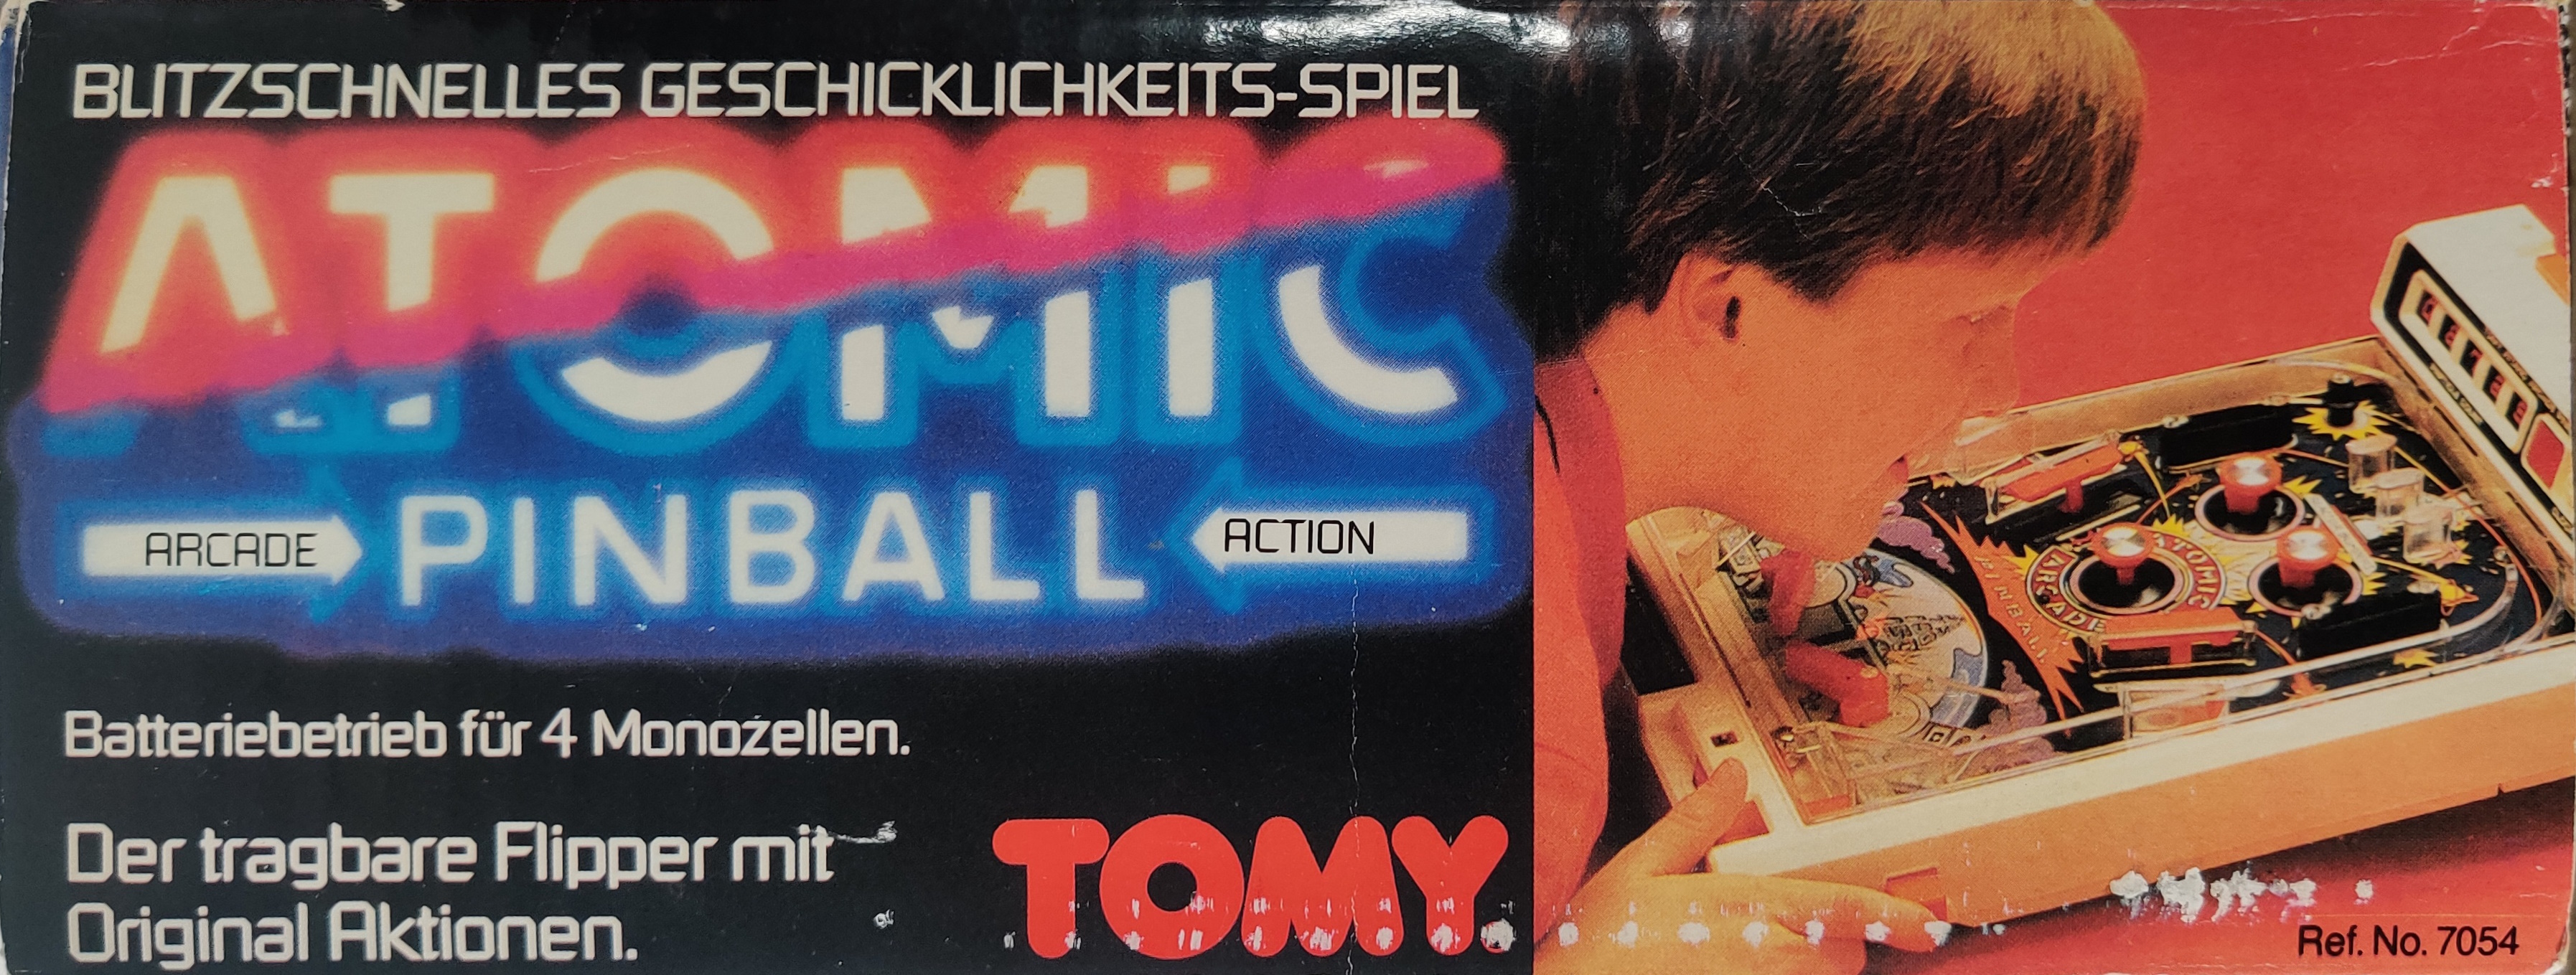 BLITZSCHNELLES GESCHICKLICHKEITS-SPIEL
ATOMIC
ARCADE PINBALL ACTION
Batteriebetrieb für 4 Monozellen.
Der tragbare Flipper mit
Original Aktionen.
TOMY
ATOMIC
ARCADE
PINBALL
Ref. No. 7054